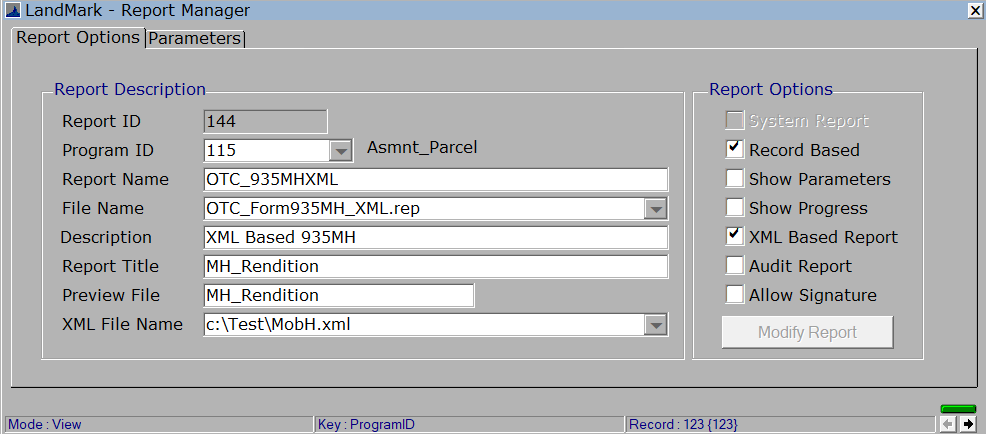 LandMark - Report Manager
Report Options Parameters
Report Description
Report ID 144
Program ID 115 Asmnt_Parcel
Report Name OTC_935MHXML
File Name OTC_Form935MH_XML.rep
Description XML Based 935MH
Report Title MH_Rendition
Preview File MH_Rendition
XML File Name c:\Test\MobH.xml
Report Options
System Report
Record Based
Show Parameters
Show Progress
XML Based Report
Audit Report
Allow Signature
Modify Report
Mode : View Key : ProgramID Record : 123 {123}